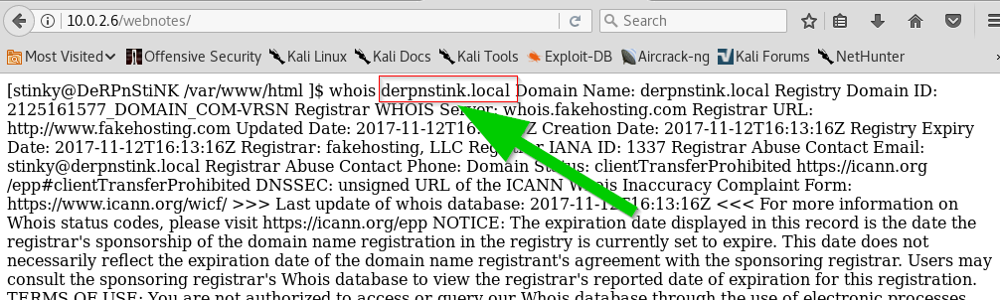 10.0.2.6/webnotes/ Search
Most Visited Offensive Security Kali Linux Kali Docs Kali Tools Exploit-DB Aircrack-ng Kali Forums NetHunter
[stinky@DeRPnStiNK /var/www/html ]$ whois derpnstink.local Domain Name: derpnstink.local Registry Domain ID:
2125161577_DOMAIN_COM-VRSN Registrar WHOIS Server: whois.fakehosting.com Registrar URL:
http://www.fakehosting.com Updated Date: 2017-11-12T16 Z Creation Date: 2017-11-12T16:13:16Z Registry Expiry
Date: 2017-11-12T16:13:16Z Registrar: fakehosting, LLC IANA ID: 1337 Registrar Abuse Contact Email:
stinky@derpnstink.local Registrar Abuse Contact Phone: Domain Status: clientTransferProhibited https://icann.org
/epp#clientTransferProhibited DNSSEC: unsigned URL of the ICANN Whois Inaccuracy Complaint Form:
https://www.icann.org/wicf/ >>> Last update of whois database: 2017-11-12T16:13:16Z <<< For more information on
Whois status codes, please visit https://icann.org/epp NOTICE: The expiration date displayed in this record is the date the
registrar's sponsorship of the domain name registration in the registry is currently set to expire. This date does not
necessarily reflect the expiration date of the domain name registrant's agreement with the sponsoring registrar. Users may
consult the sponsoring registrar's Whois database to view the registrar's reported date of expiration for this registration.
TERMS OF USE: You are not authorized to access or query our Whois database through the use of electronic processes